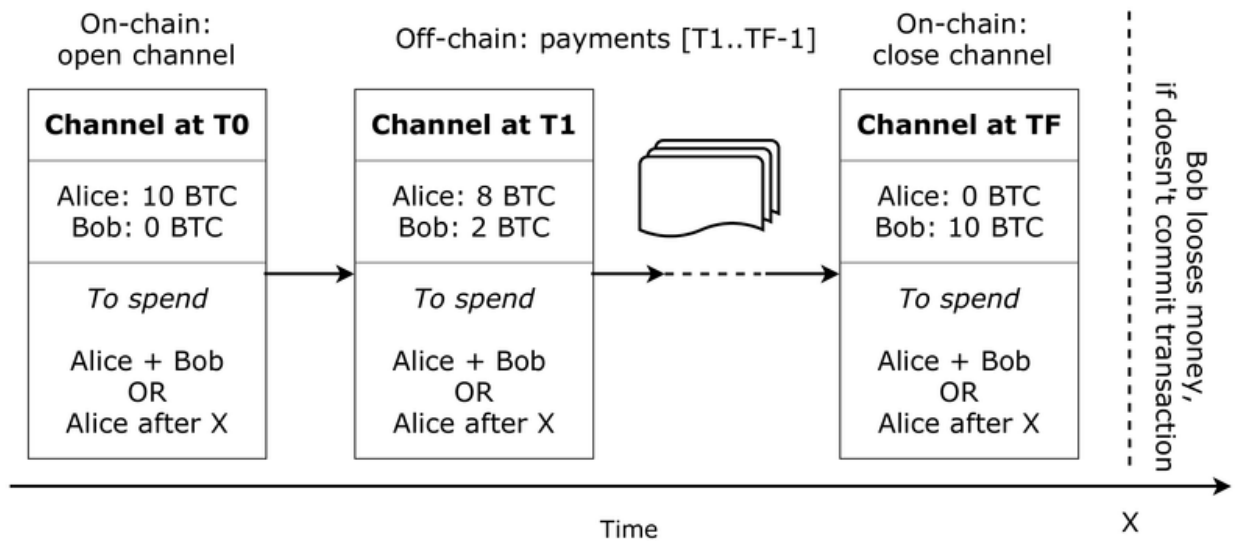 On-chain:
open channel
Off-chain: payments [T1..TF-1]
On-chain:
close channel
Channel at T0
Alice: 10 BTC
Bob: 0 BTC
To spend
Alice + Bob
OR
Alice after X
Channel at T1
Alice: 8 BTC
Bob: 2 BTC
To spend
Alice + Bob
OR
Alice after X
Channel at TF
Alice: 0 BTC
Bob: 10 BTC
To spend
Alice + Bob
OR
Alice after X
Bob looses money,
if doesn't commit transaction
Time
X